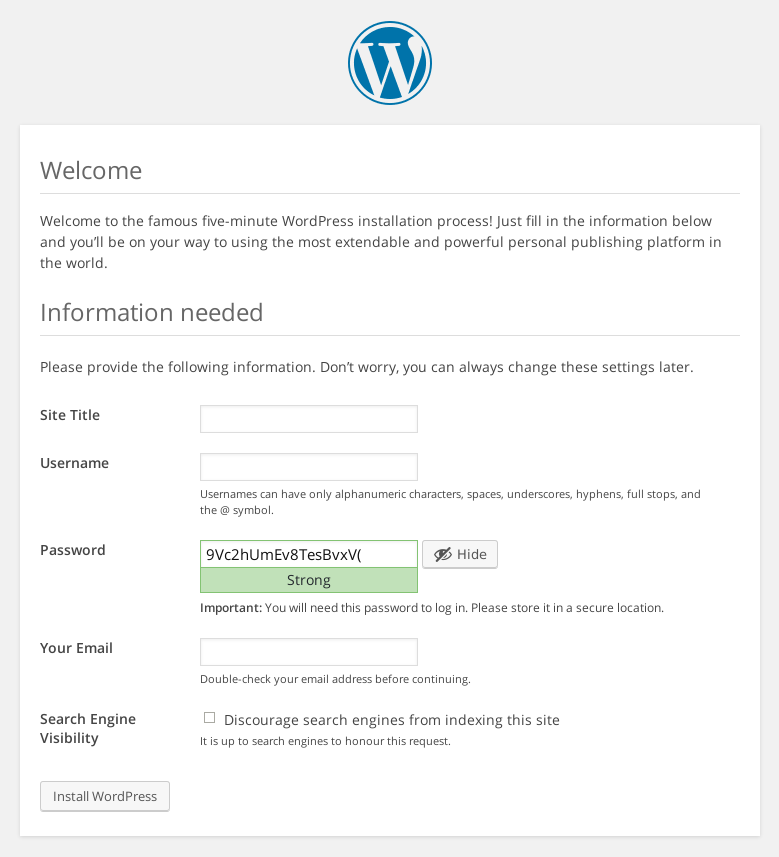 Welcome
Welcome to the famous five-minute WordPress installation process! Just fill in the information below
and you’ll be on your way to using the most extendable and powerful personal publishing platform in
the world.
Information needed
Please provide the following information. Don’t worry, you can always change these settings later.
Site Title
Username
Usernames can have only alphanumeric characters, spaces, underscores, hyphens, full stops, and
the @ symbol.
Password
9Vc2hUmEv8TesBvxV(
Hide
Strong
Important: You will need this password to log in. Please store it in a secure location.
Your Email
Double-check your email address before continuing.
Search Engine
Visibility
Discourage search engines from indexing this site
It is up to search engines to honour this request.
Install WordPress